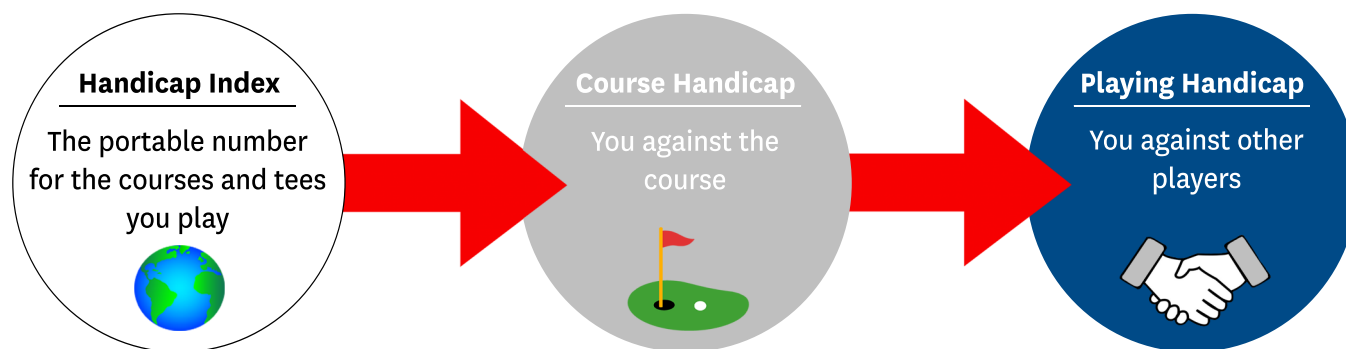 Handicap Index
The portable number
for the courses and tees
you play
Course Handicap
You against the
course
Playing Handicap
You against other
players